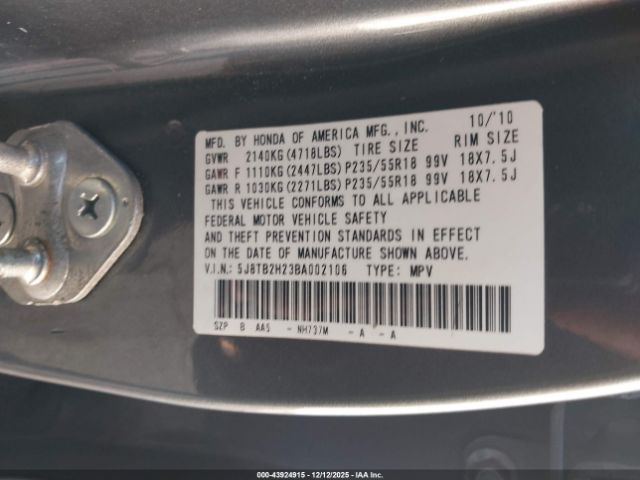 MFD. BY HONDA OF AMERICA MFG., INC. 10/'10
GVWR 2140KG(4718LBS) TIRE SIZE RIM SIZE
GAWR F 1110KG(2447LBS)P235/55R18 99V 18X7.5J
GAWR R 1030KG(2271LBS)P235/55R18 99V 18X7.5J
THIS VEHICLE CONFORMS TO ALL APPLICABLE
FEDERAL MOTOR VEHICLE SAFETY
AND THEFT PREVENTION STANDARDS IN EFFECT
ON THE DATE OF MANUFACTURE SHOWN ABOVE.
V.I.N.: 5J8TB2H23BA002106 TYPE: MPV
SZP B AA5 - NH737M - A - A
000-43924915 - 12/12/2025 - COPYRIGHT © IAA, LLC.